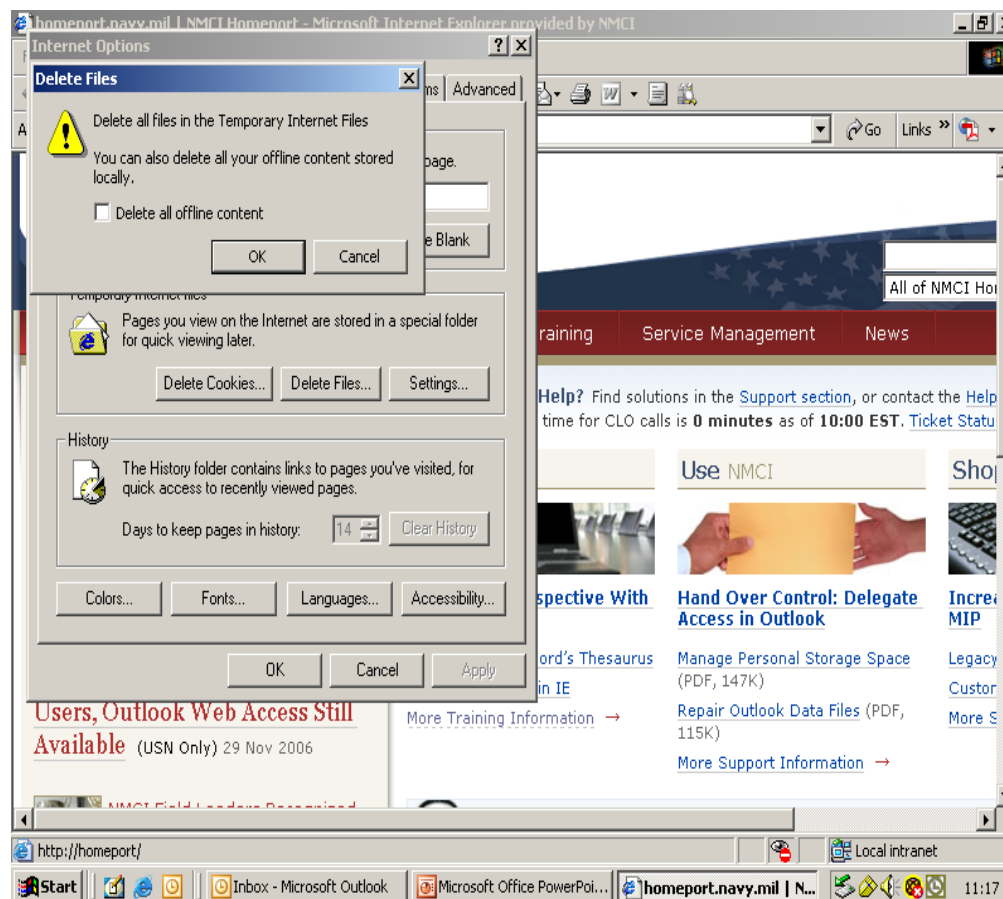 homeport.navy.mil | NMCI Homeport - Microsoft Internet Explorer provided by NMCI
Internet Options
Delete Files
Delete all files in the Temporary Internet Files
You can also delete all your offline content stored
locally.
Delete all offline content
OK
Cancel
ms
Advanced
page.
e Blank
Go
Links »
Temporary Internet files
Pages you view on the Internet are stored in a special folder
for quick viewing later.
Delete Cookies...
Delete Files...
Settings...
History
The History folder contains links to pages you've visited, for
quick access to recently viewed pages.
Days to keep pages in history:
14
Clear History
Colors...
Fonts...
Languages...
Accessibility...
OK
Cancel
Apply
All of NMCI Ho
raining
Service Management
News
Help? Find solutions in the Support section, or contact the Help
time for CLO calls is 0 minutes as of 10:00 EST. Ticket Statu
Use NMCI
Shop
spective With
ord's Thesaurus
in IE
More Training Information →
Hand Over Control: Delegate
Access in Outlook
Manage Personal Storage Space
(PDF, 147K)
Repair Outlook Data Files (PDF,
115K)
More Support Information →
Increa
MIP
Legacy
Custor
More S
Users, Outlook Web Access Still
Available (USN Only) 29 Nov 2006
NMCI Field Leaders Recognized
http://homeport/
Local intranet
Start
Inbox - Microsoft Outlook
Microsoft Office PowerPoi...
homeport.navy.mil | N...
11:17